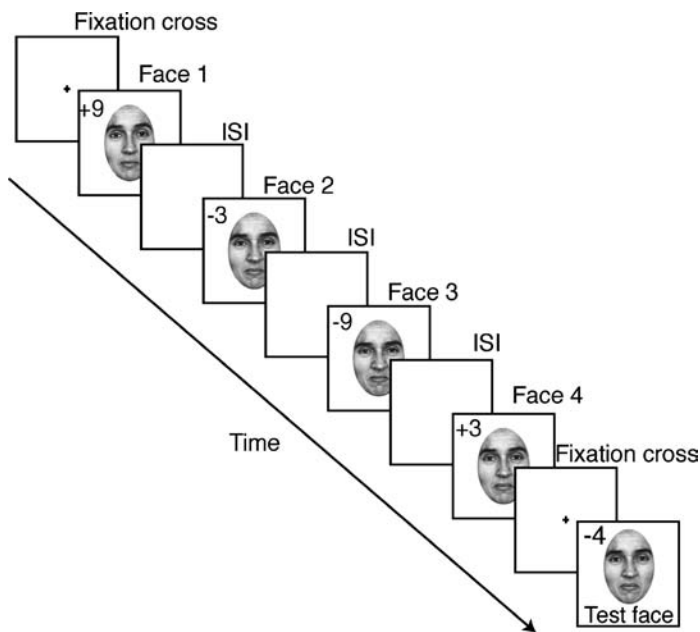 Fixation cross
Face 1
+9
ISI
Face 2
-3
ISI
Face 3
-9
ISI
Face 4
+3
Time
Fixation cross
-4
Test face